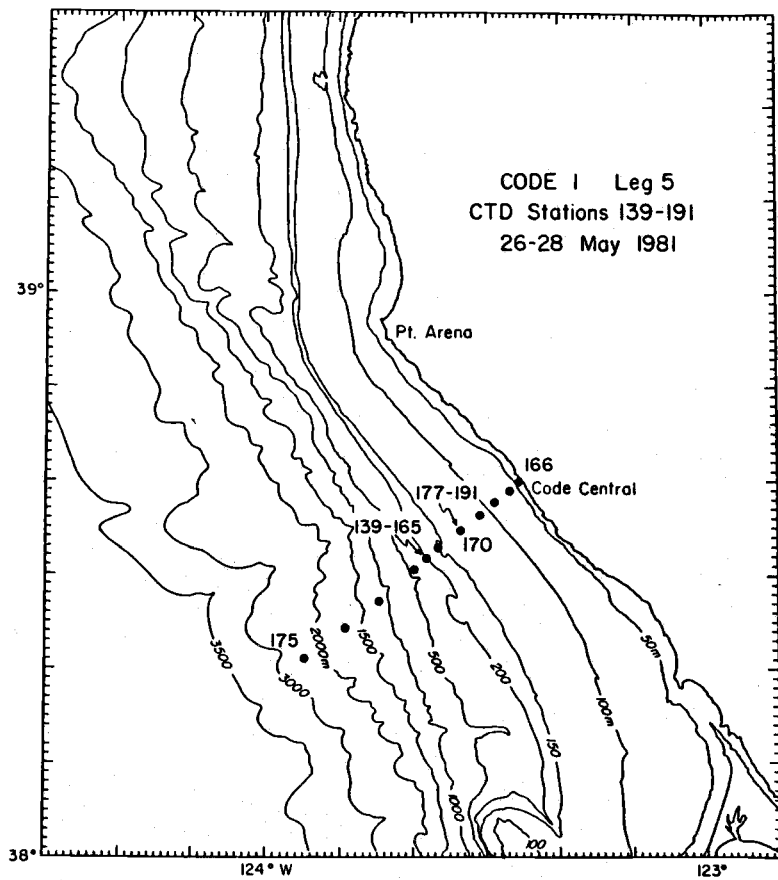 CODE 1 Leg 5
CTD Stations 139-191
26-28 May 1981
39°
Pt. Arena
166
Code Central
177-191
170
139-165
175
3500
3000
2000m
1500
500
200
150
100m
50m
1000
100
38°
124° W
123°